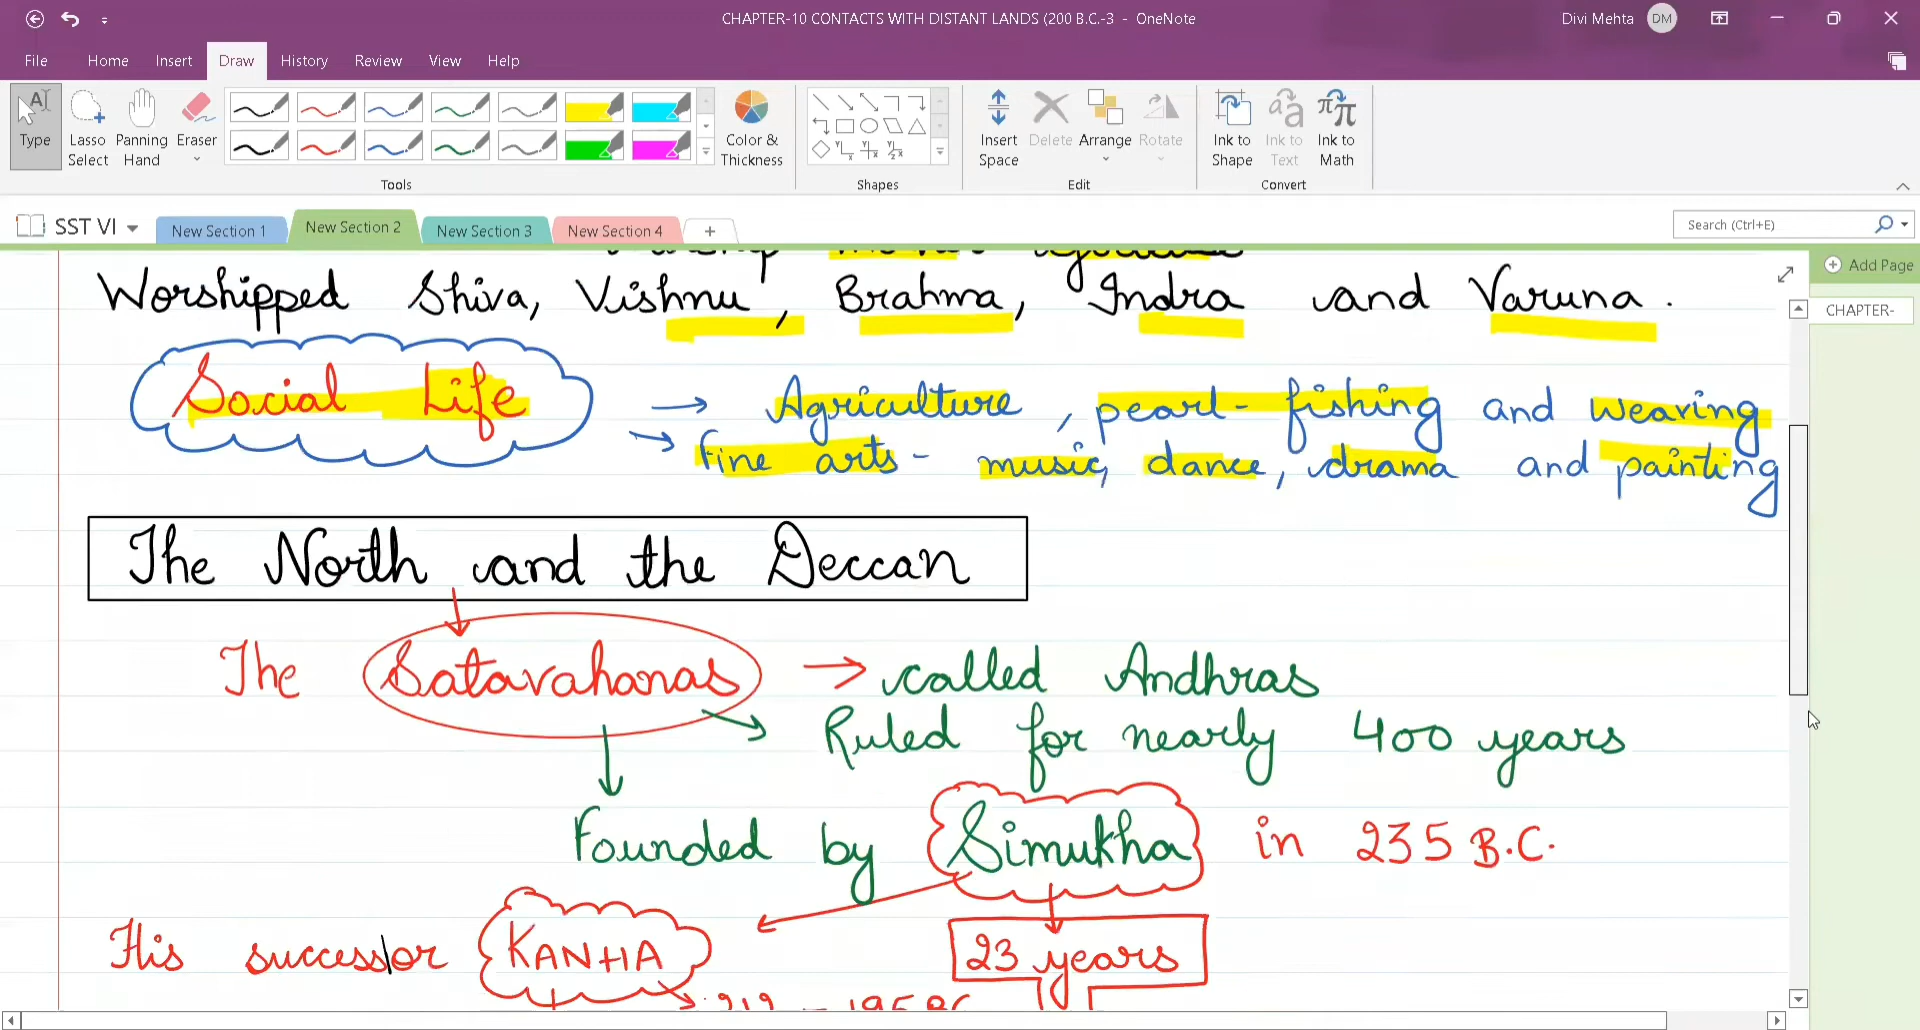 CHAPTER-10 CONTACTS WITH DISTANT LANDS (200 B.C.-3 - OneNote
Divi Mehta DM
File Home Insert Draw History Review View Help
Type Lasso Select Panning Hand Eraser
Color & Thickness
Insert Space Delete Arrange Rotate
Ink to Shape Ink to Text Ink to Math
Tools Shapes Edit Convert
SST VI New Section 1 New Section 2 New Section 3 New Section 4 +
Search (Ctrl+E)
Add Page
CHAPTER-
Worshipped Shiva, Vishnu, Brahma, Indra and Varuna.
Social Life → Agriculture, pearl-fishing and weaving
→ Fine arts - music, dance, drama and painting
The North and the Deccan
The Satavahanas → called Andhras
→ Ruled for nearly 400 years
Founded by Simukha in 235 B.C.
His successor KANHA
23 years